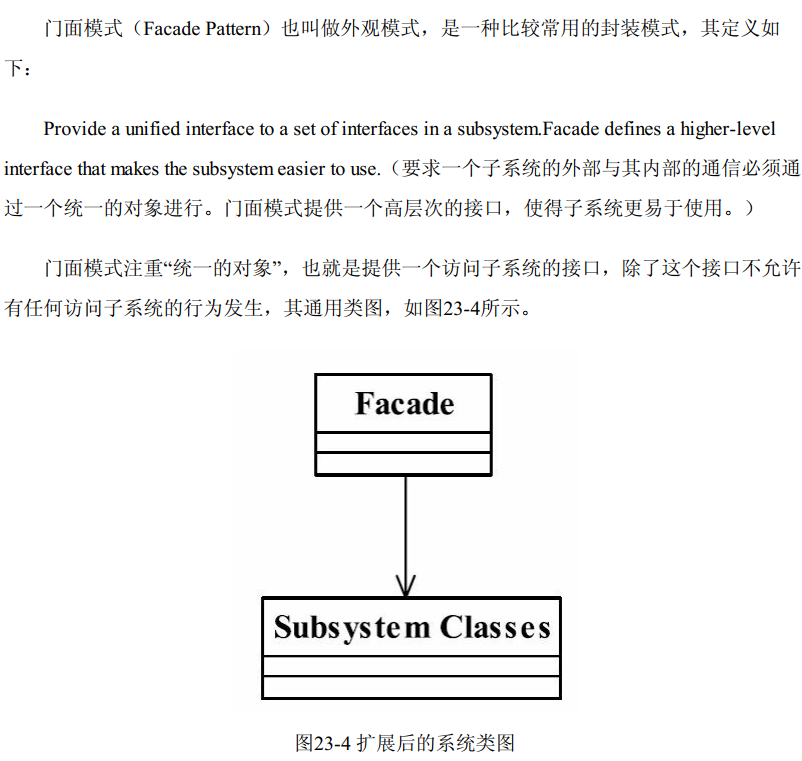 门面模式（Facade Pattern）也叫做外观模式，是一种比较常用的封装模式，其定义如
下：
Provide a unified interface to a set of interfaces in a subsystem.Facade defines a higher-level
interface that makes the subsystem easier to use.（要求一个子系统的外部与其内部的通信必须通
过一个统一的对象进行。门面模式提供一个高层次的接口，使得子系统更易于使用。）
门面模式注重“统一的对象”，也就是提供一个访问子系统的接口，除了这个接口不允许
有任何访问子系统的行为发生，其通用类图，如图23-4所示。
Facade
Subsystem Classes
图23-4 扩展后的系统类图